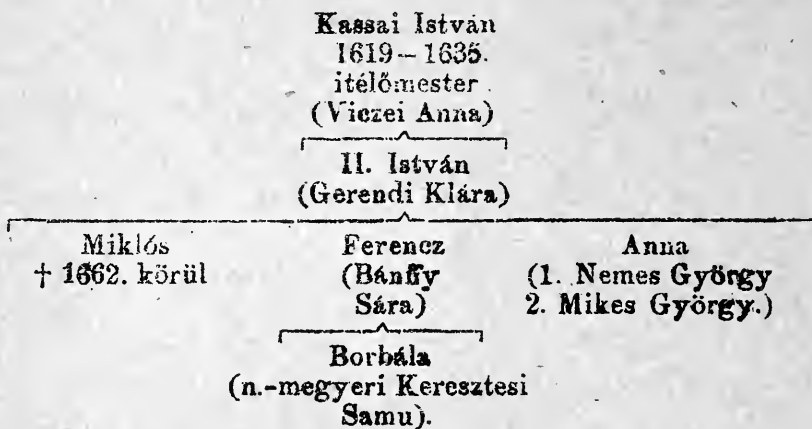 Kassai István
1619–1635.
itélőmester
(Viczei Anna)
II. István
(Gerendi Klára)
Miklós
† 1662. körül
Ferencz
(Bánffy
Sára)
Anna
(1. Nemes György
2. Mikes György.)
Borbála
(n.-megyeri Keresztesi
Samu).